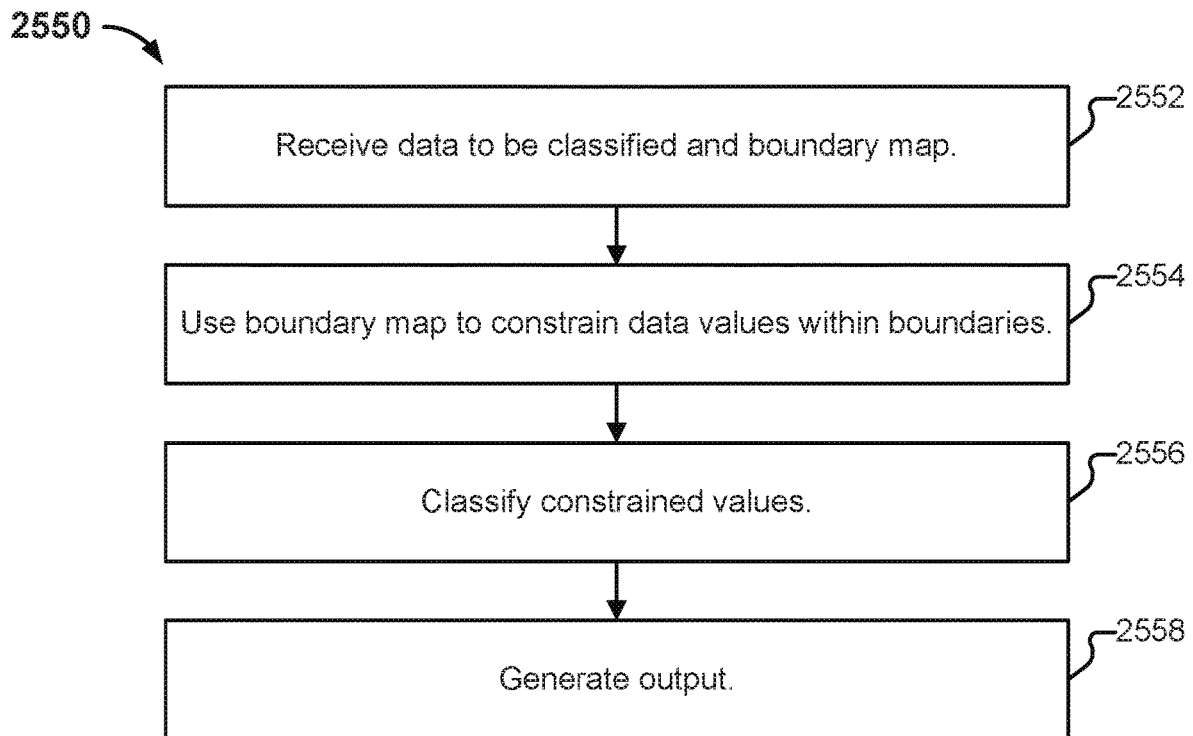 2550
2552
Receive data to be classified and boundary map.
2554
Use boundary map to constrain data values within boundaries.
2556
Classify constrained values.
2558
Generate output.